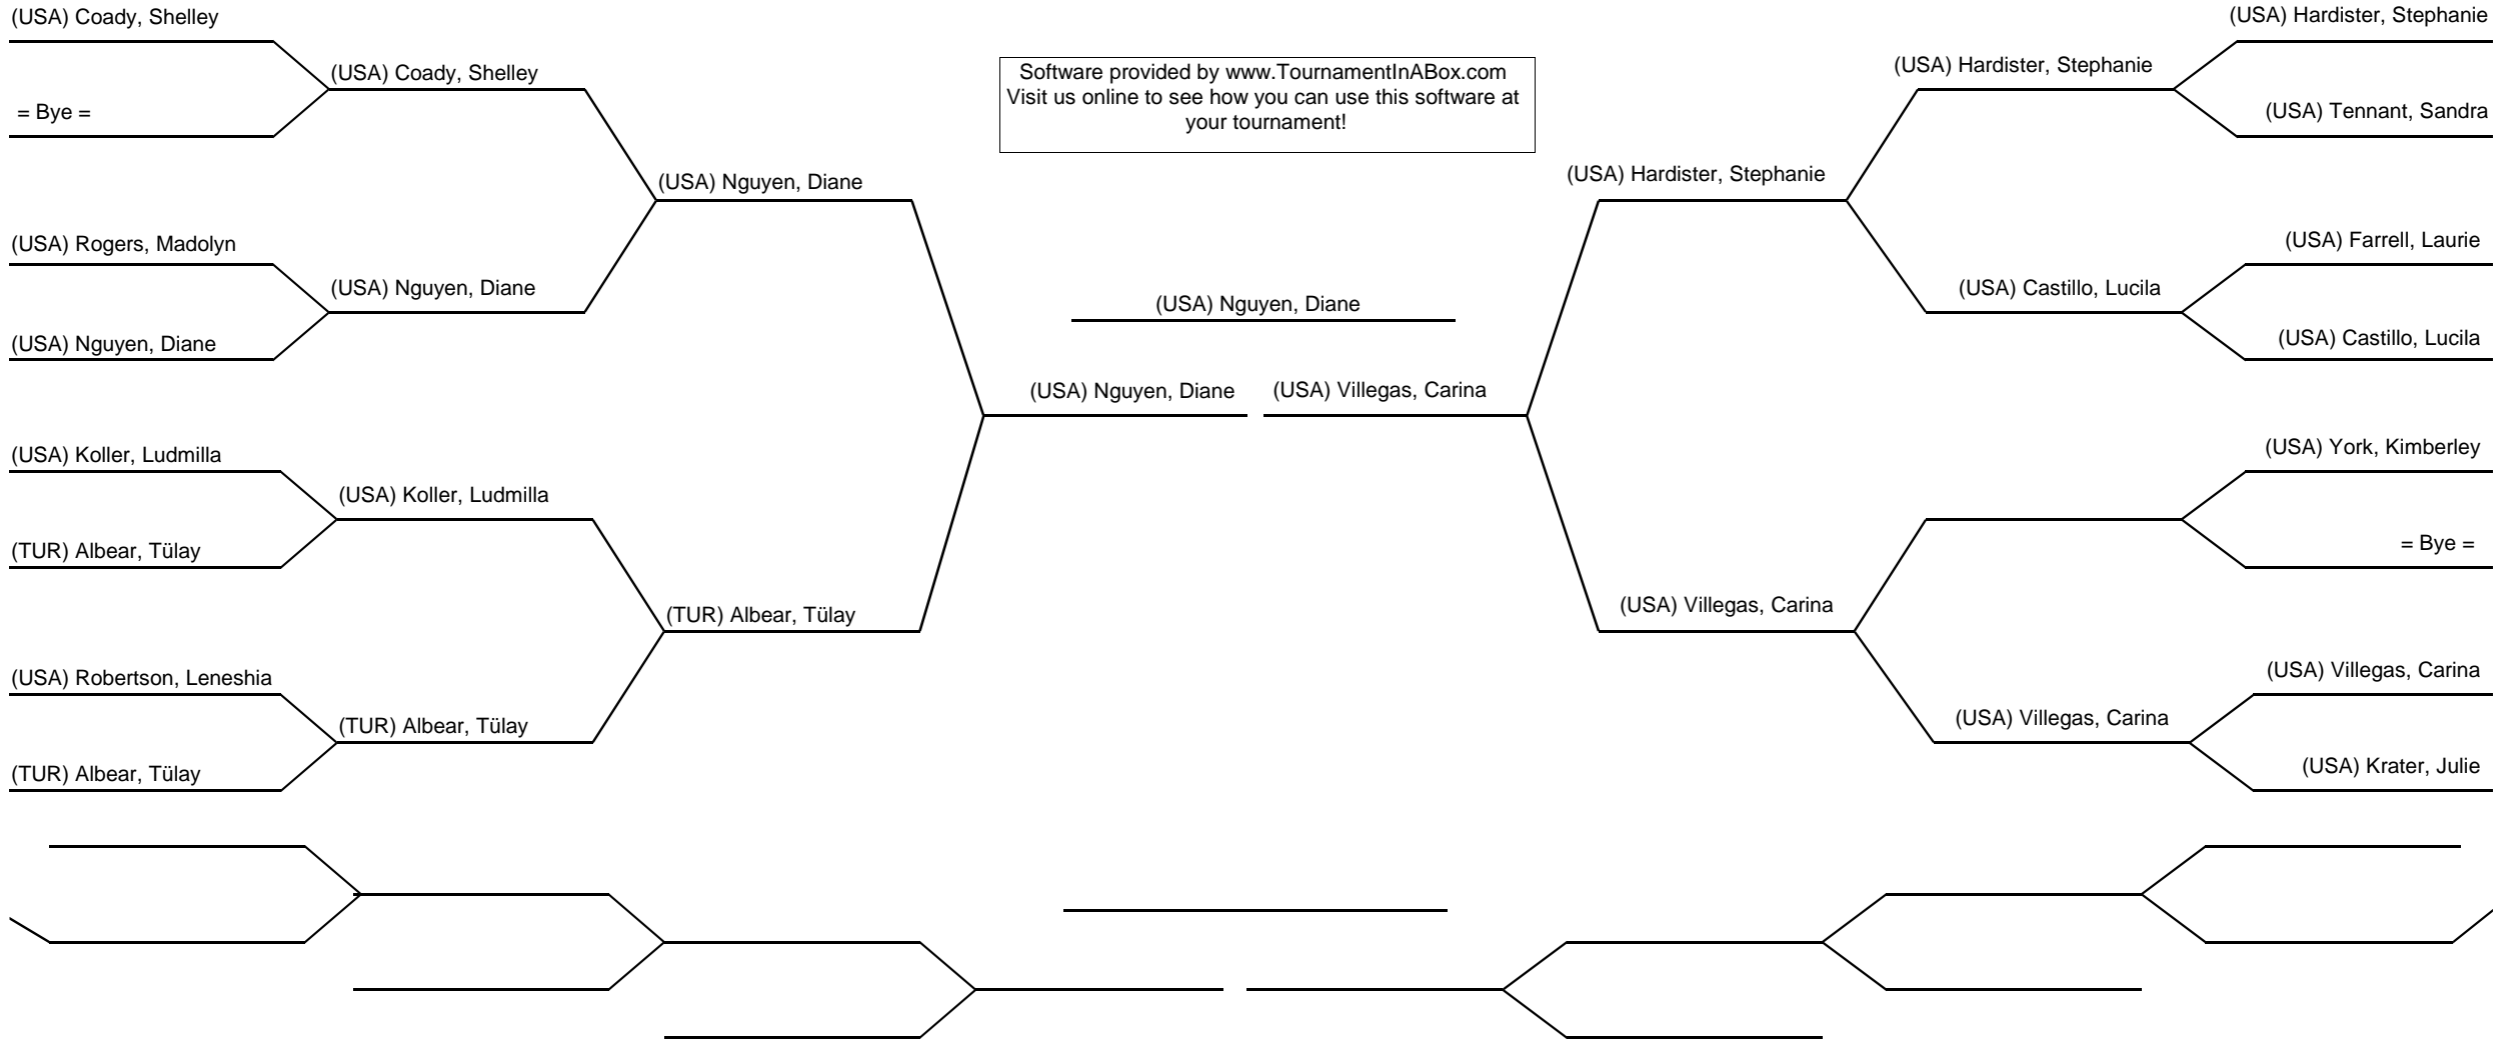 (USA) Coady, Shelley
= Bye =
(USA) Rogers, Madolyn
(USA) Nguyen, Diane
(USA) Koller, Ludmilla
(TUR) Albear, Tülay
(USA) Robertson, Leneshia
(TUR) Albear, Tülay
(USA) Coady, Shelley
(USA) Nguyen, Diane
(USA) Koller, Ludmilla
(TUR) Albear, Tülay
(USA) Nguyen, Diane
(TUR) Albear, Tülay
Software provided by www.TournamentInABox.com
Visit us online to see how you can use this software at
your tournament!
(USA) Nguyen, Diane
(USA) Nguyen, Diane
(USA) Villegas, Carina
(USA) Hardister, Stephanie
(USA) Villegas, Carina
(USA) Hardister, Stephanie
(USA) Castillo, Lucila
(USA) Villegas, Carina
(USA) Hardister, Stephanie
(USA) Tennant, Sandra
(USA) Farrell, Laurie
(USA) Castillo, Lucila
(USA) York, Kimberley
= Bye =
(USA) Villegas, Carina
(USA) Krater, Julie